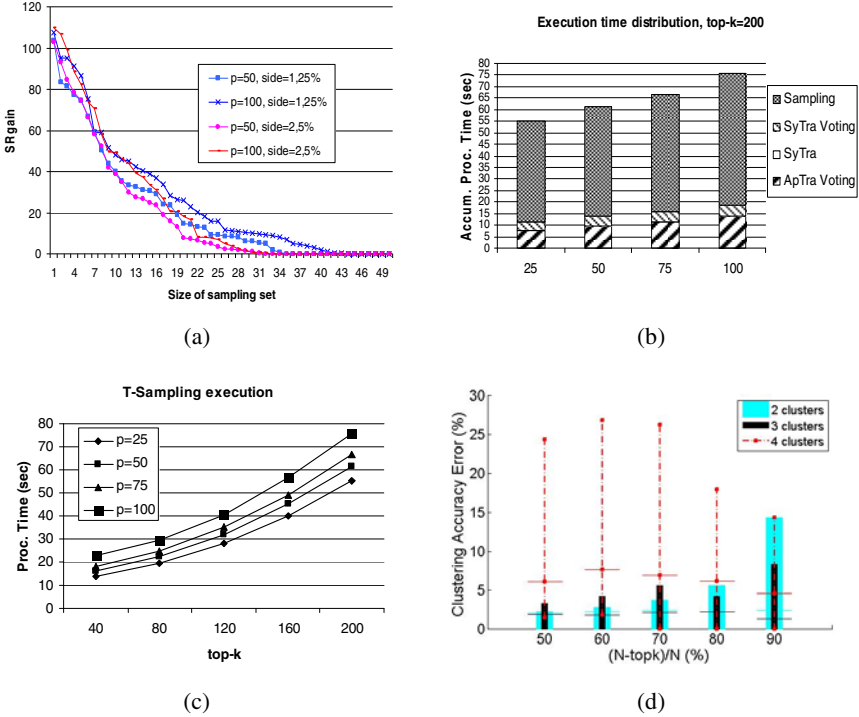 120
100
80
60
40
20
0
SR gain
p=50, side=1,25%
p=100, side=1,25%
p=50, side=2,5%
p=100, side=2,5%
1 4 7 10 13 16 19 22 25 28 31 34 37 40 43 46 49
Size of sampling set
(a)
Execution time distribution, top-k=200
80
75
70
65
60
55
50
45
40
35
30
25
20
15
10
5
0
Accum. Proc. Time (sec)
Sampling
SyTra Voting
SyTra
ApTra Voting
25 50 75 100
(b)
T-Sampling execution
80
70
60
50
40
30
20
10
0
Proc. Time (sec)
p=25
p=50
p=75
p=100
40 80 120 160 200
top-k
(c)
30
25
20
15
10
5
0
Clustering Accuracy Error (%)
2 clusters
3 clusters
4 clusters
50 60 70 80 90
(N-topk)/N (%)
(d)